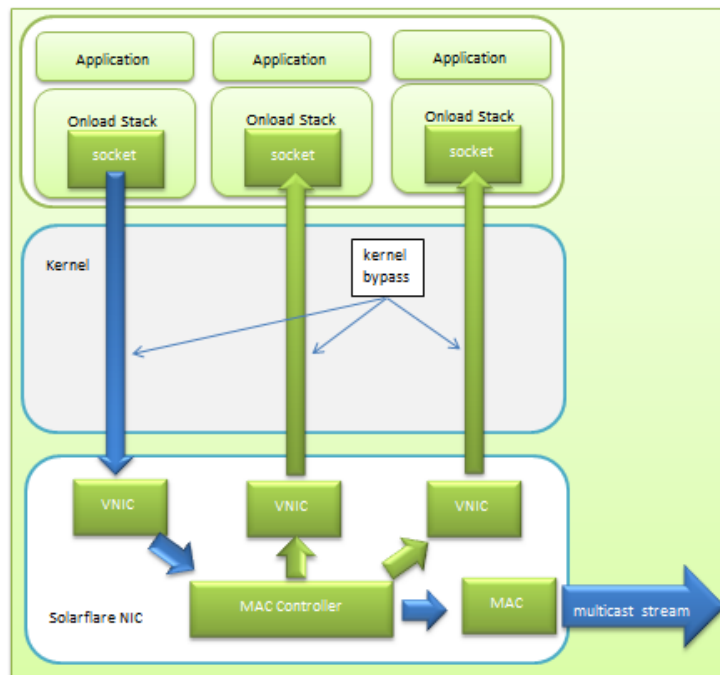 Application
Application
Application
Onload Stack
Onload Stack
Onload Stack
socket
socket
socket
Kernel
kernel
bypass
VNIC
VNIC
VNIC
MAC Controller
MAC
multicast stream
Solarflare NIC